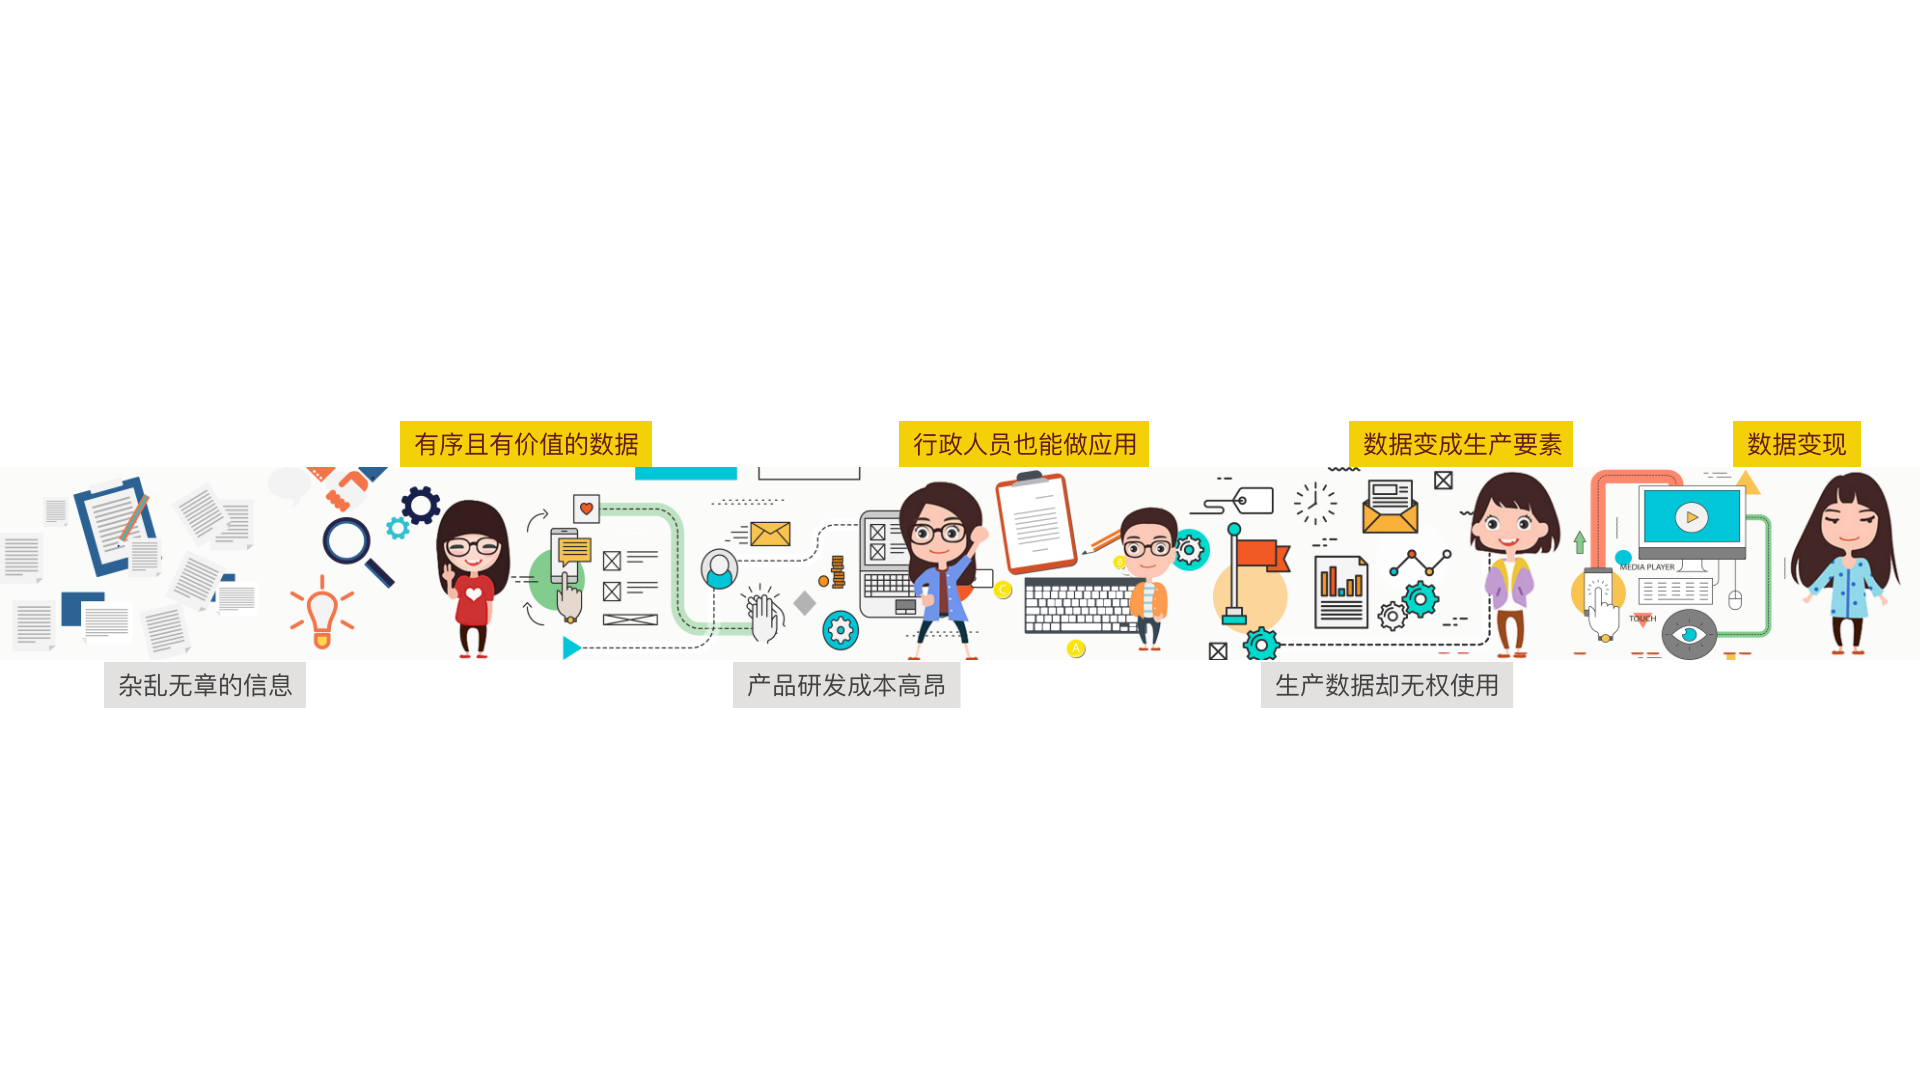 有序且有价值的数据
行政人员也能做应用
数据变成生产要素
数据变现
C
B
A
MEDIA PLAYER
TOUCH
杂乱无章的信息
产品研发成本高昂
生产数据却无权使用